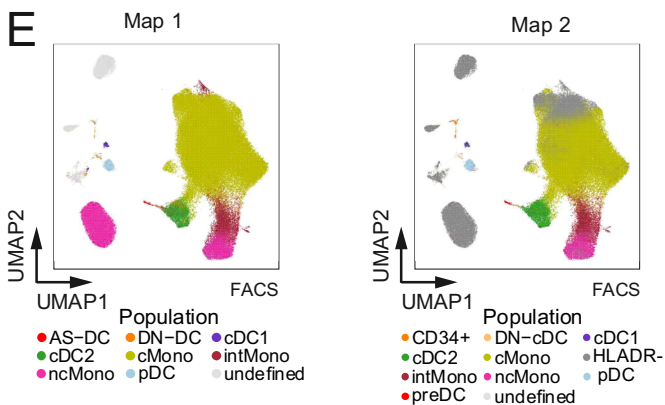 E
Map 1
Map 2
UMAP2
UMAP1
FACS
UMAP2
UMAP1
FACS
Population
AS-DC DN-DC cDC1
cDC2 cMono intMono
ncMono pDC undefined
Population
CD34+ DN-cDC cDC1
cDC2 cMono HLADR-
intMono ncMono pDC
preDC undefined